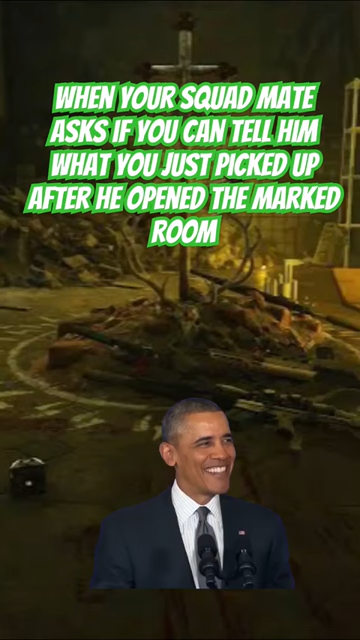 WHEN YOUR SQUAD MATE
ASKS IF YOU CAN TELL HIM
WHAT YOU JUST PICKED UP
AFTER HE OPENED THE MARKED
ROOM